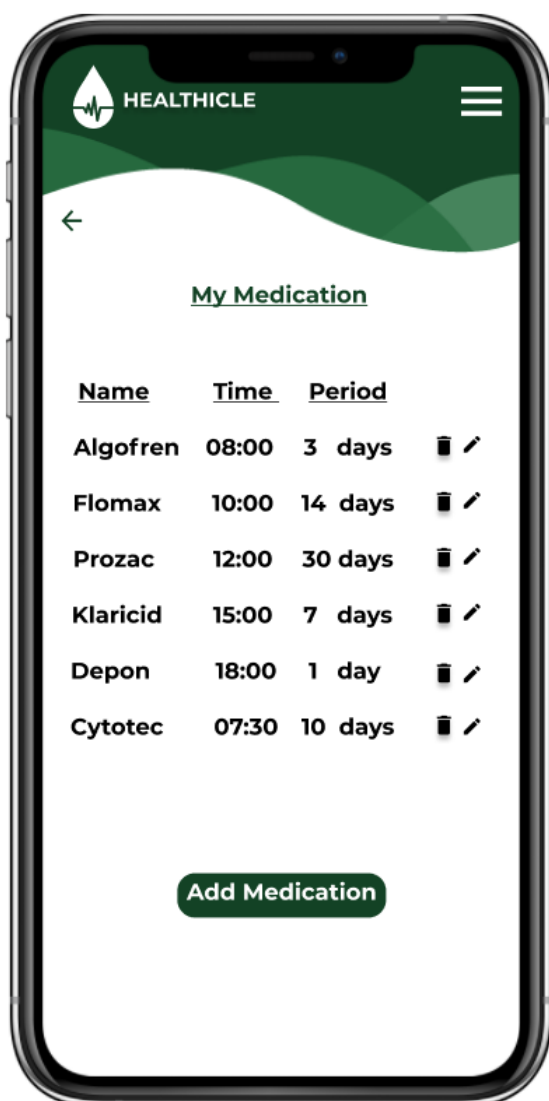 HEALTHICLE
My Medication
Name Time Period
Algofren 08:00 3 days
Flomax 10:00 14 days
Prozac 12:00 30 days
Klaricid 15:00 7 days
Depon 18:00 1 day
Cytotec 07:30 10 days
Add Medication